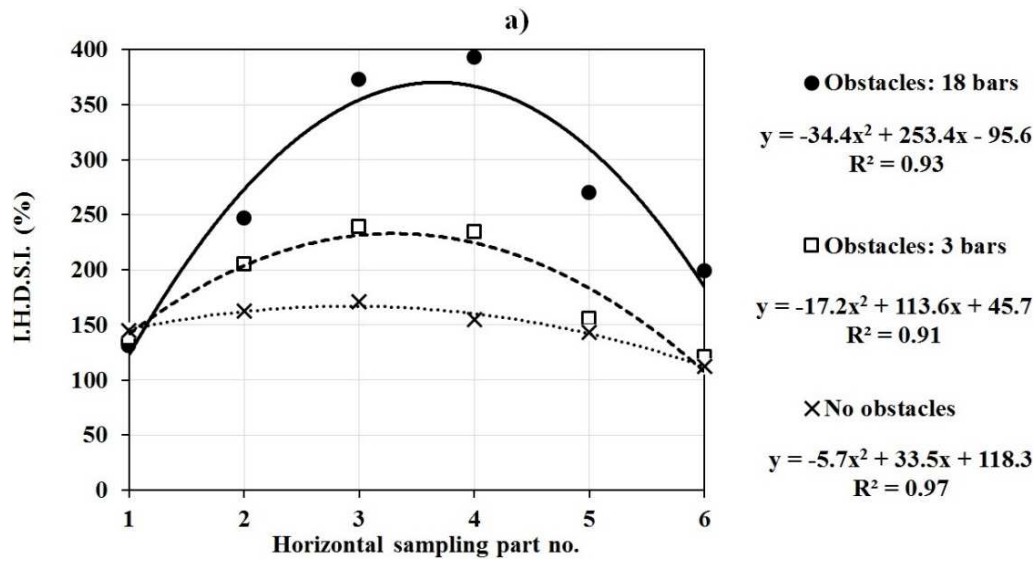 a)
400
350
300
250
200
150
100
50
0
I.H.D.S.I. (%)
1 2 3 4 5 6
Horizontal sampling part no.
Obstacles: 18 bars
y = -34.4x² + 253.4x - 95.6
R² = 0.93
Obstacles: 3 bars
y = -17.2x² + 113.6x + 45.7
R² = 0.91
No obstacles
y = -5.7x² + 33.5x + 118.3
R² = 0.97